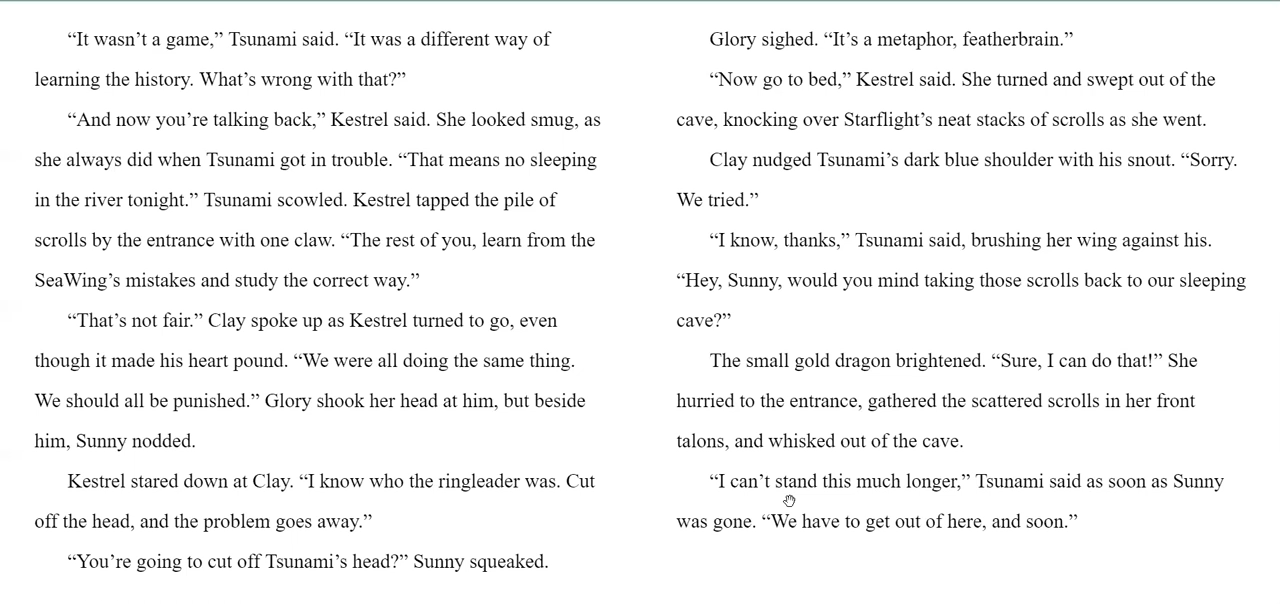 “It wasn’t a game,” Tsunami said. “It was a different way of
learning the history. What’s wrong with that?”
“And now you’re talking back,” Kestrel said. She looked smug, as
she always did when Tsunami got in trouble. “That means no sleeping
in the river tonight.” Tsunami scowled. Kestrel tapped the pile of
scrolls by the entrance with one claw. “The rest of you, learn from the
SeaWing’s mistakes and study the correct way.”
“That’s not fair.” Clay spoke up as Kestrel turned to go, even
though it made his heart pound. “We were all doing the same thing.
We should all be punished.” Glory shook her head at him, but beside
him, Sunny nodded.
Kestrel stared down at Clay. “I know who the ringleader was. Cut
off the head, and the problem goes away.”
“You’re going to cut off Tsunami’s head?” Sunny squeaked.
Glory sighed. “It’s a metaphor, featherbrain.”
“Now go to bed,” Kestrel said. She turned and swept out of the
cave, knocking over Starflight’s neat stacks of scrolls as she went.
Clay nudged Tsunami’s dark blue shoulder with his snout. “Sorry.
We tried.”
“I know, thanks,” Tsunami said, brushing her wing against his.
“Hey, Sunny, would you mind taking those scrolls back to our sleeping
cave?”
The small gold dragon brightened. “Sure, I can do that!” She
hurried to the entrance, gathered the scattered scrolls in her front
talons, and whisked out of the cave.
“I can’t stand this much longer,” Tsunami said as soon as Sunny
was gone. “We have to get out of here, and soon.”